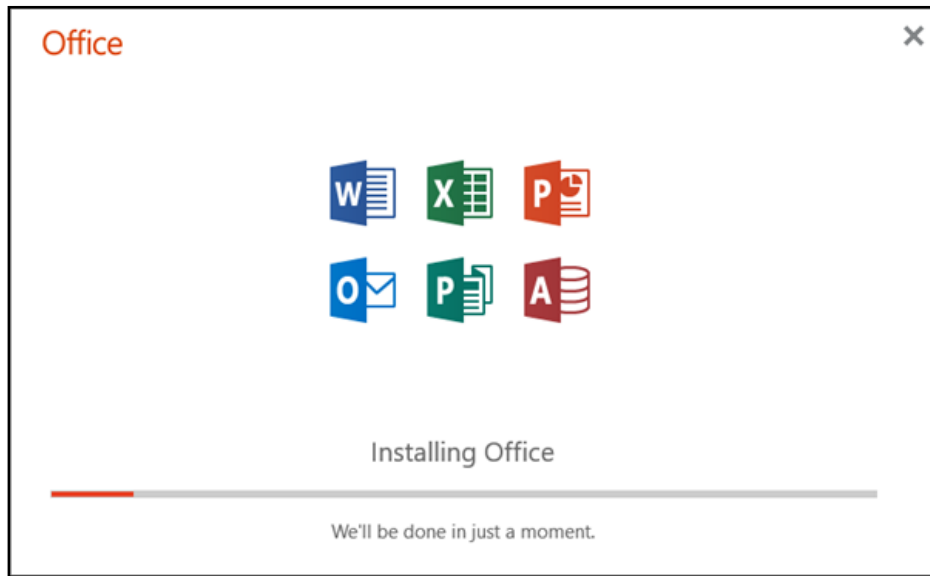 Office
W X P
O P A
Installing Office
We'll be done in just a moment.